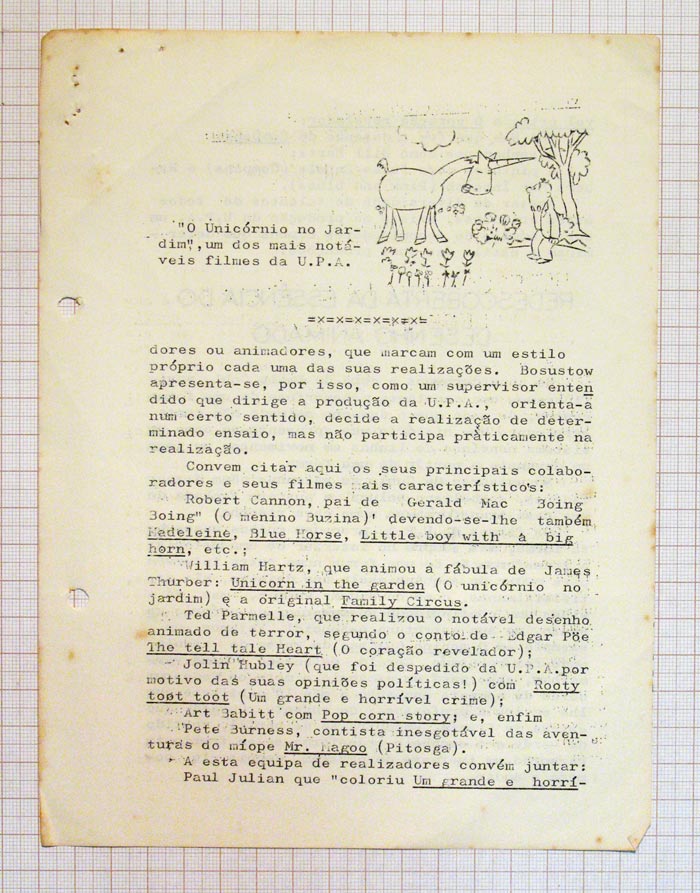 "O Unicórnio no Jar-
dim",um dos mais notá-
veis filmes da U.P.A.
=x=x=x=x=x=x=
dores ou animadores, que marcam com um estilo
próprio cada uma das suas realizações. Bosustow
apresenta-se, por isso, como um supervisor enten
dido que dirige a produção da U.P.A., orienta-a
num certo sentido, decide a realização de deter-
minado ensaio, mas não participa pràticamente na
realização.
Convem citar aqui os seus principais colabo-
radores e seus filmes mais característicos:
Robert Cannon, pai de Gerald Mac Boing
Boing" (O menino Buzina)' devendo-se-lhe também
Madeleine, Blue Horse, Little boy with a big
horn, etc.;
William Hartz, que animou a fábula de James
Thurber: Unicorn in the garden (O unicórnio no
jardim) e a original Family Circus.
Ted Parmelle, que realizou o notável desenho
animado de terror, segundo o conto de Edgar Pöe
The tell tale Heart (O coração revelador);
Jolin Hubley (que foi despedido da U.P.A.por
motivo das suas opiniões políticas!) com Rooty
toot toot (Um grande e horrível crime);
Art Babitt com Pop corn story; e, enfim
Pete Burness, contista inesgotável das aven-
turas do míope Mr. Magoo (Pitosga).
A esta equipa de realizadores convém juntar:
Paul Julian que "coloriu Um grande e horrí-